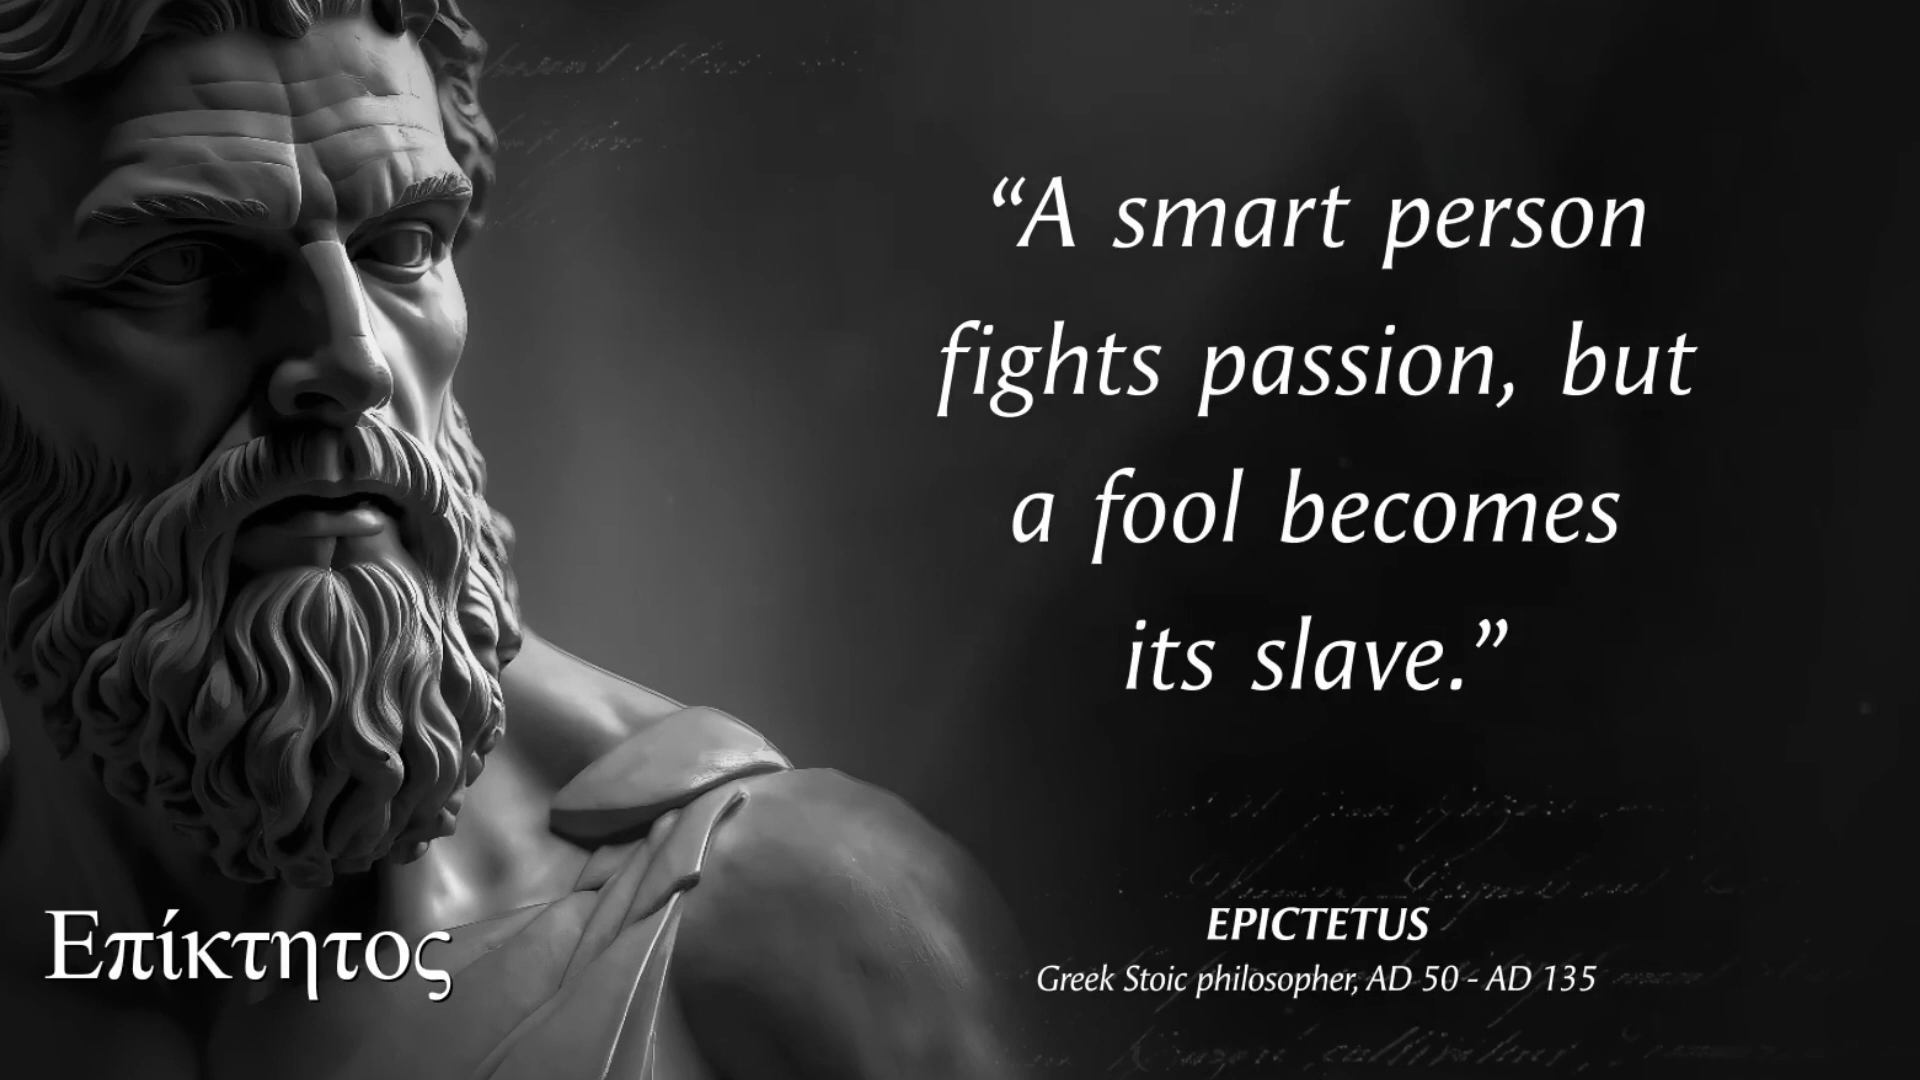 “A smart person
fights passion, but
a fool becomes
its slave.”
EPICTETUS
Greek Stoic philosopher, AD 50 - AD 135
Επίκτητος